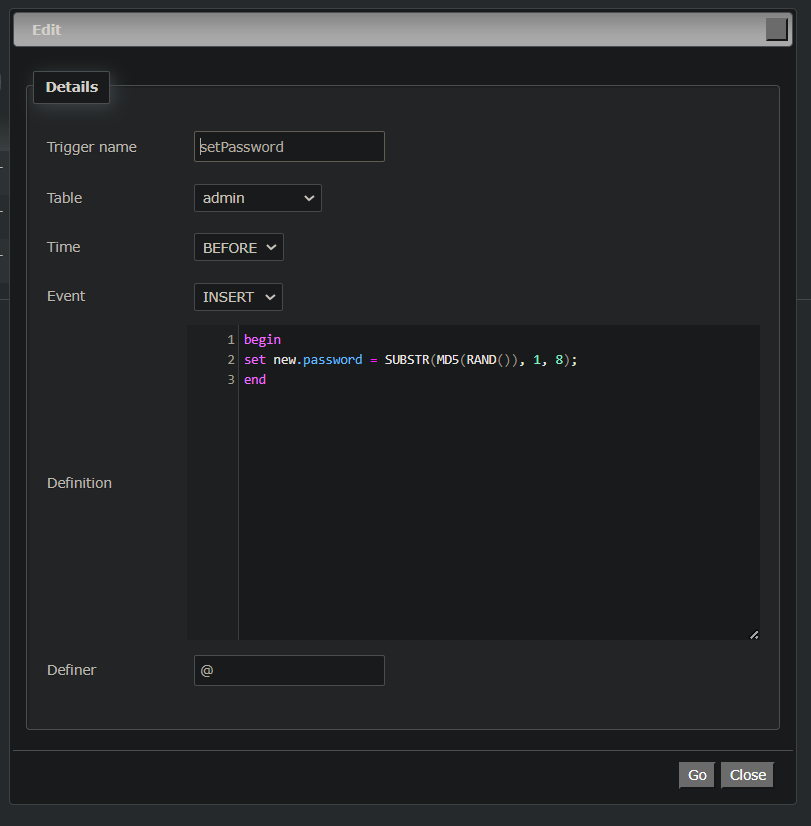 Edit
Details
Trigger name setPassword
Table admin
Time BEFORE
Event INSERT
1 begin
2 set new.password = SUBSTR(MD5(RAND()), 1, 8);
3 end
Definition
Definer @
Go Close